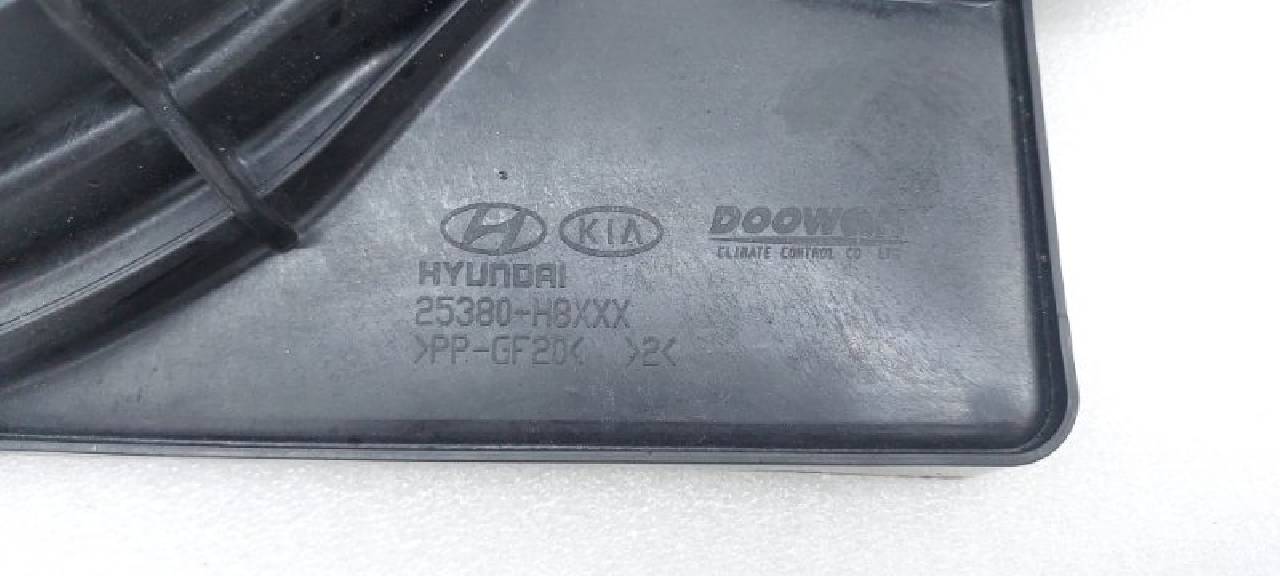 H KIA DOOWON
HYUNDAI CLIMATE CONTROL CO LTD
25380-H8XXX
>PP-GF20< >2<